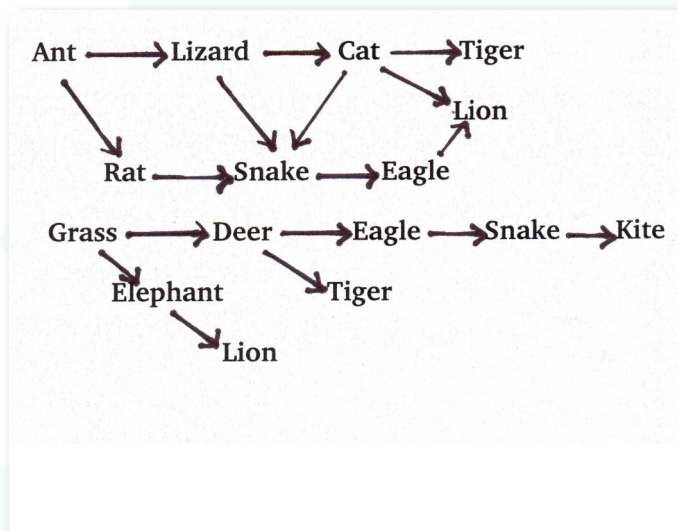 Ant Lizard Cat Tiger
Lion
Rat Snake Eagle
Grass Deer Eagle Snake Kite
Elephant Tiger
Lion